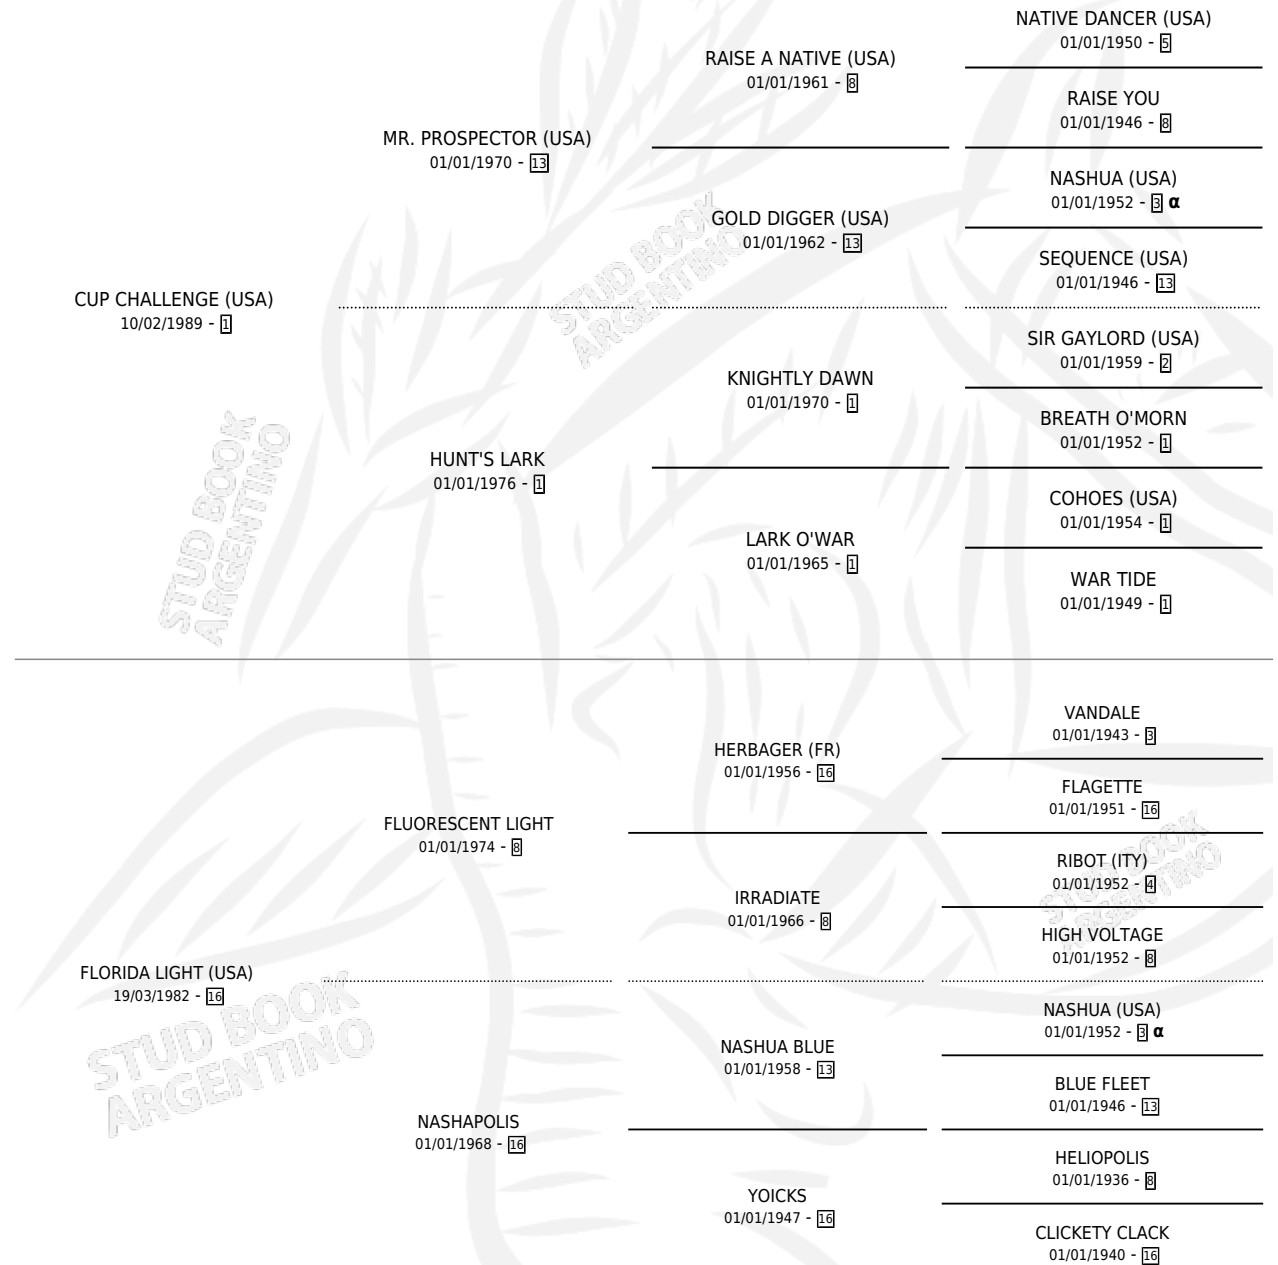 NATIVE DANCER (USA)
01/01/1950 - 5
RAISE A NATIVE (USA)
01/01/1961 - 8
RAISE YOU
01/01/1946 - 8
MR. PROSPECTOR (USA)
01/01/1970 - 13
NASHUA (USA)
01/01/1952 - 3 α
GOLD DIGGER (USA)
01/01/1962 - 13
SEQUENCE (USA)
01/01/1946 - 13
CUP CHALLENGE (USA)
10/02/1989 - 1
SIR GAYLORD (USA)
01/01/1959 - 2
KNIGHTLY DAWN
01/01/1970 - 1
BREATH O'MORN
01/01/1952 - 1
HUNT'S LARK
01/01/1976 - 1
COHOES (USA)
01/01/1954 - 1
LARK O'WAR
01/01/1965 - 1
WAR TIDE
01/01/1949 - 1
VANDALE
01/01/1943 - 3
HERBAGER (FR)
01/01/1956 - 16
FLAGETTE
01/01/1951 - 16
FLUORESCENT LIGHT
01/01/1974 - 8
RIBOT (ITY)
01/01/1952 - 4
IRRADIATE
01/01/1966 - 8
HIGH VOLTAGE
01/01/1952 - 8
FLORIDA LIGHT (USA)
19/03/1982 - 16
NASHUA (USA)
01/01/1952 - 3 α
NASHUA BLUE
01/01/1958 - 13
BLUE FLEET
01/01/1946 - 13
NASHAPOLIS
01/01/1968 - 16
HELIOPOLIS
01/01/1936 - 8
YOICKS
01/01/1947 - 16
CLICKETY CLACK
01/01/1940 - 16
STUD BOOK
ARGENTINO
STUD BOOK
ARGENTINO
STUD BOOK
ARGENTINO
STUD BOOK
ARGENTINO